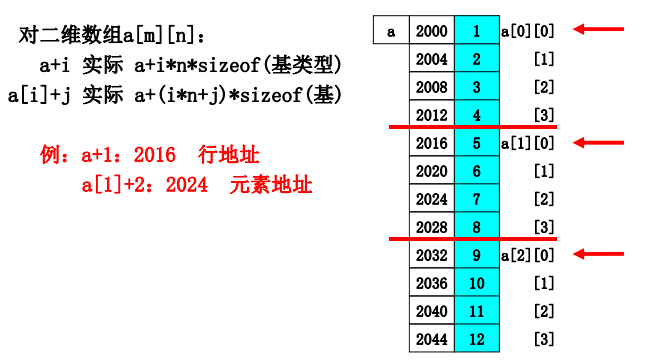 对二维数组a[m][n]:
a+i 实际 a+i*n*sizeof(基类型)
a[i]+j 实际 a+(i*n+j)*sizeof(基)
例: a+1: 2016 行地址
a[1]+2: 2024 元素地址
a 2000 1 a[0][0]
2004 2 [1]
2008 3 [2]
2012 4 [3]
2016 5 a[1][0]
2020 6 [1]
2024 7 [2]
2028 8 [3]
2032 9 a[2][0]
2036 10 [1]
2040 11 [2]
2044 12 [3]